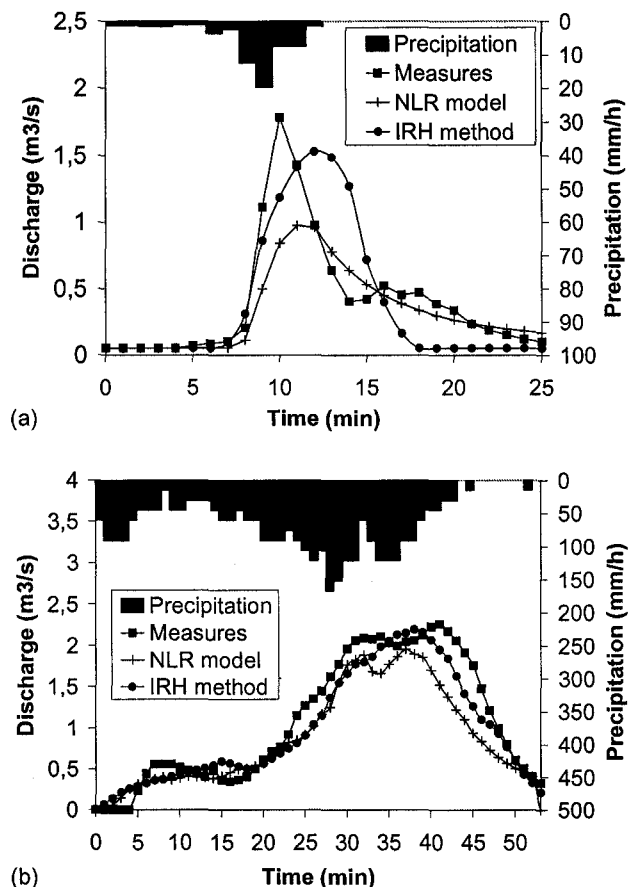 2,5
2
1,5
1
0,5
0
Discharge (m3/s)
0
10
20
30
40
50
60
70
80
90
100
Precipitation (mm/h)
Precipitation
Measures
NLR model
IRH method
0 5 10 15 20 25
(a)
Time (min)
4
3,5
3
2,5
2
1,5
1
0,5
0
Discharge (m3/s)
0
50
100
150
200
250
300
350
400
450
500
Precipitation (mm/h)
Precipitation
Measures
NLR model
IRH method
0 5 10 15 20 25 30 35 40 45 50
(b)
Time (min)